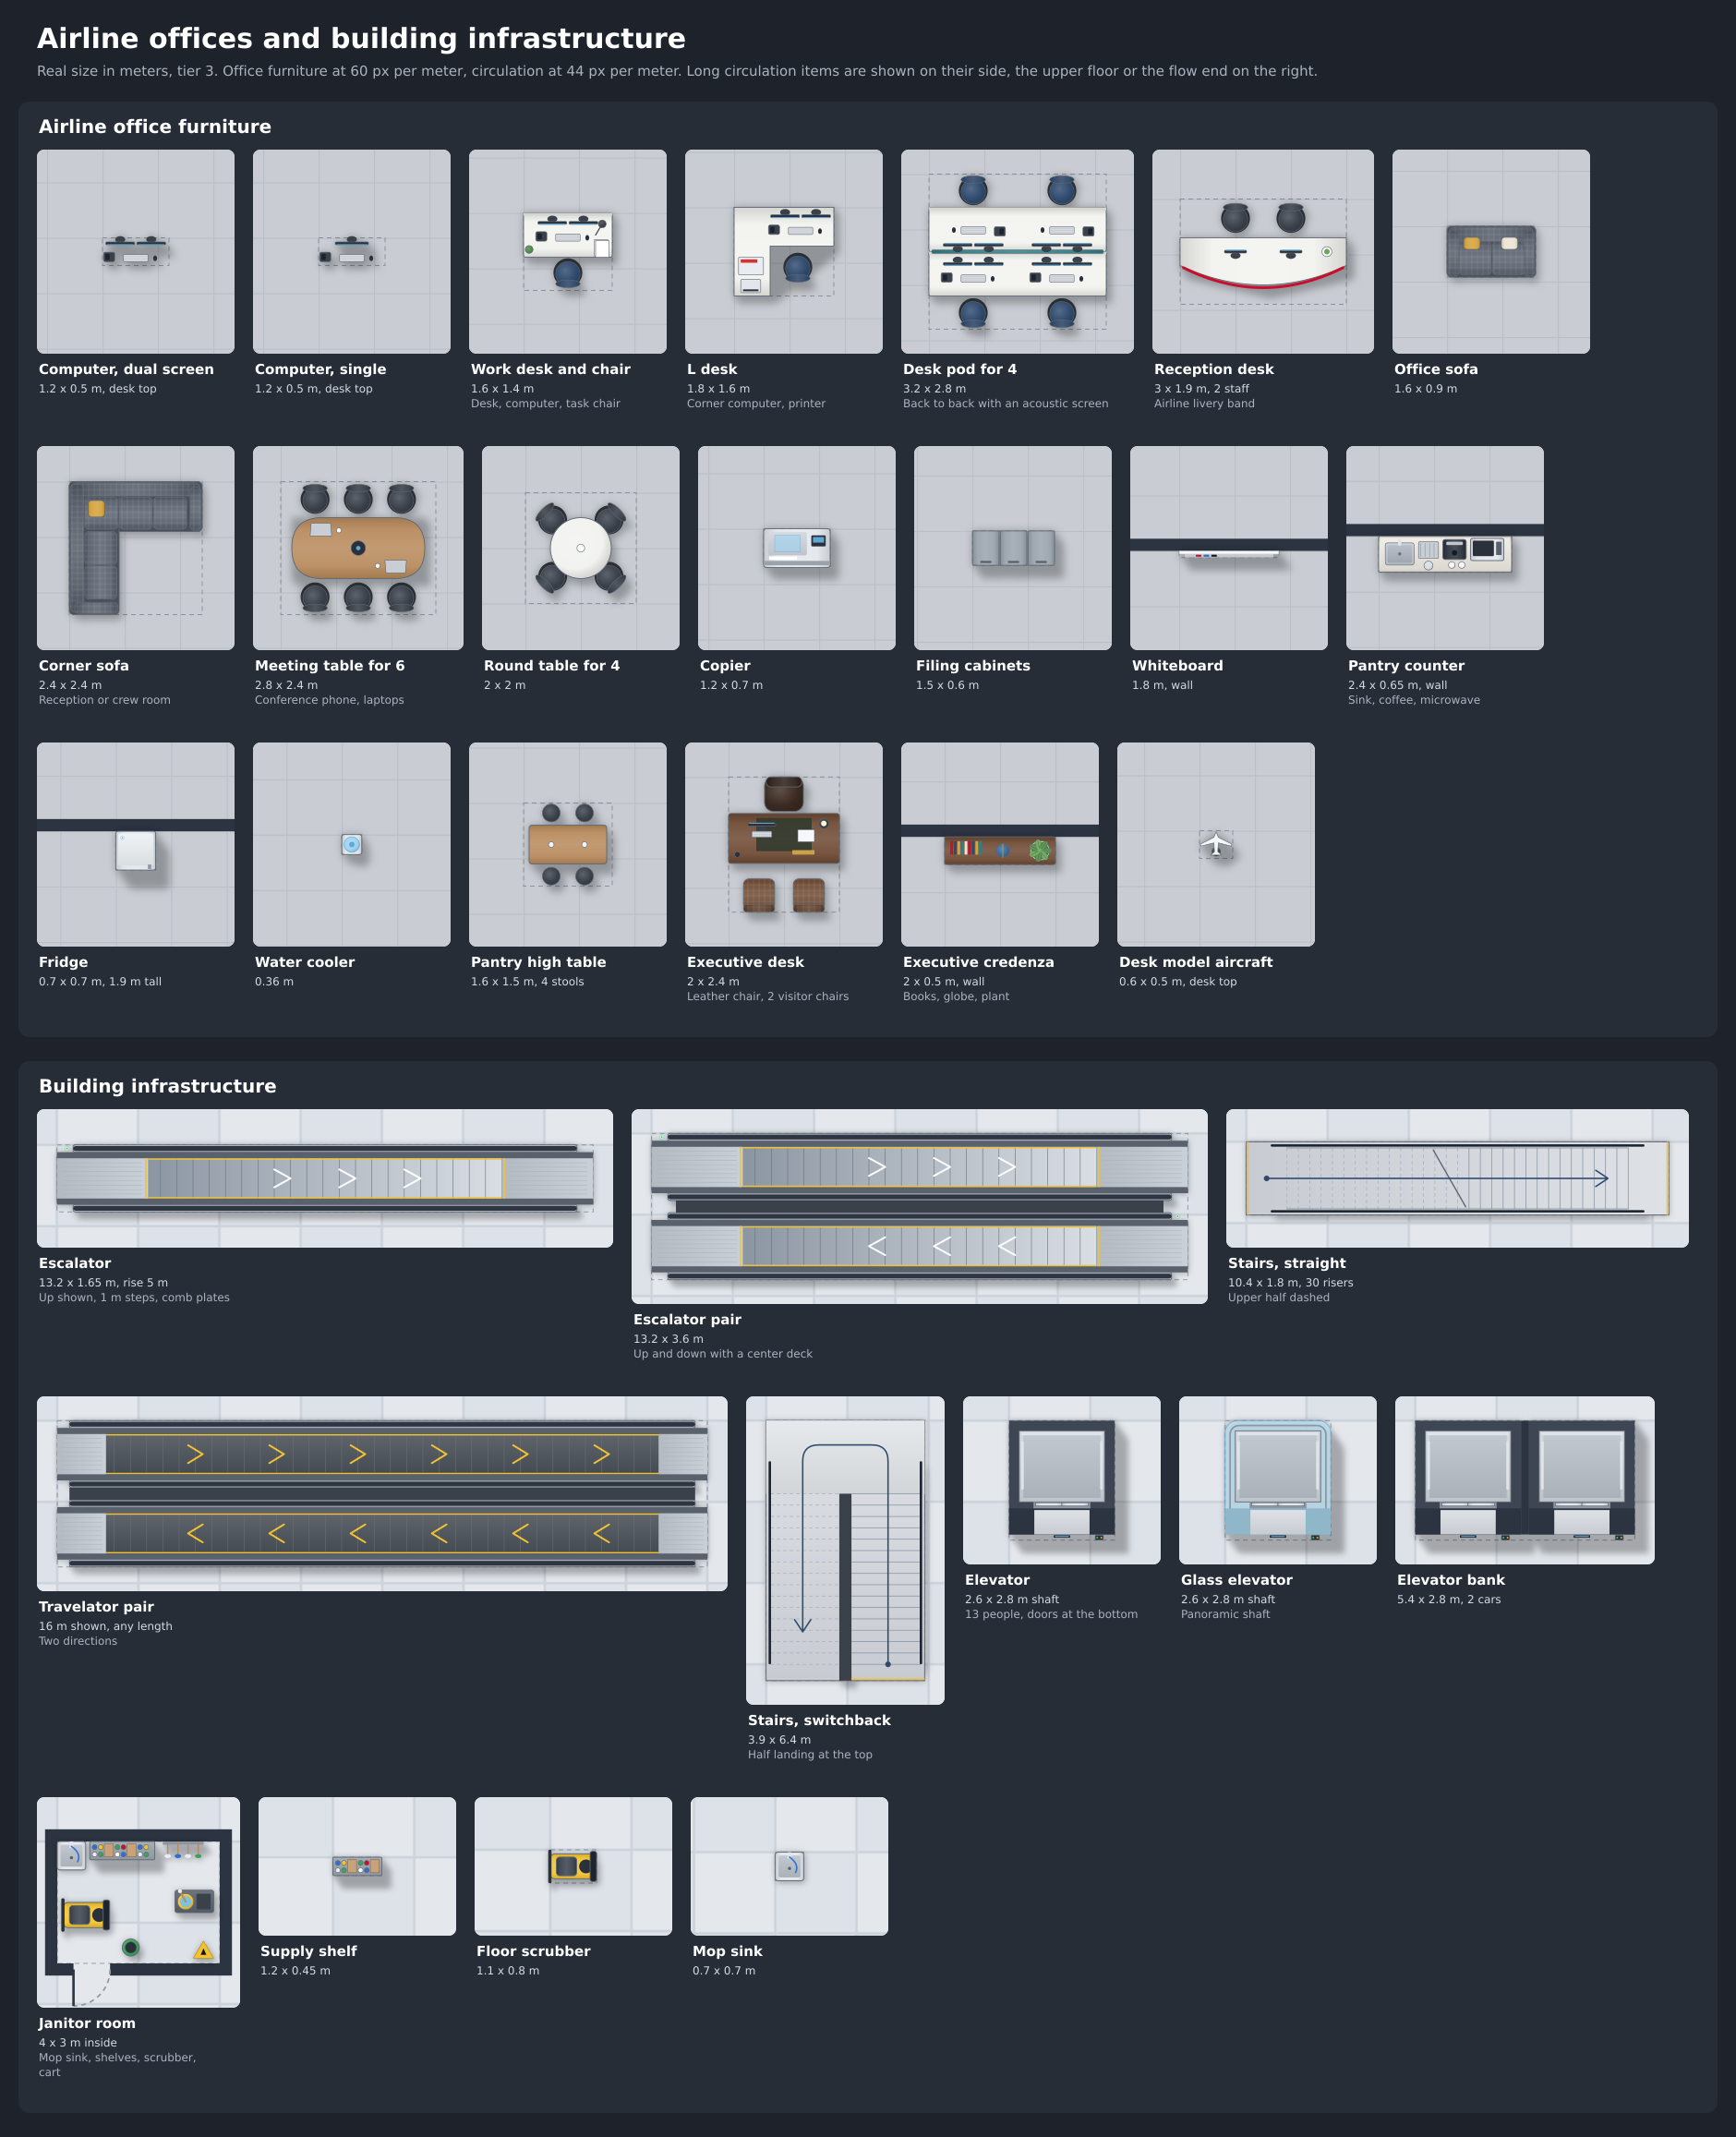 Airline offices and building infrastructure
Real size in meters, tier 3. Office furniture at 60 px per meter, circulation at 44 px per meter. Long circulation items are shown on their side, the upper floor or the flow end on the right.
Airline office furniture
Computer, dual screen
1.2 x 0.5 m, desk top
Computer, single
1.2 x 0.5 m, desk top
Work desk and chair
1.6 x 1.4 m
Desk, computer, task chair
L desk
1.8 x 1.6 m
Corner computer, printer
Desk pod for 4
3.2 x 2.8 m
Back to back with an acoustic screen
Reception desk
3 x 1.9 m, 2 staff
Airline livery band
Office sofa
1.6 x 0.9 m
Corner sofa
2.4 x 2.4 m
Reception or crew room
Meeting table for 6
2.8 x 2.4 m
Conference phone, laptops
Round table for 4
2 x 2 m
Copier
1.2 x 0.7 m
Filing cabinets
1.5 x 0.6 m
Whiteboard
1.8 m, wall
Pantry counter
2.4 x 0.65 m, wall
Sink, coffee, microwave
Fridge
0.7 x 0.7 m, 1.9 m tall
Water cooler
0.36 m
Pantry high table
1.6 x 1.5 m, 4 stools
Executive desk
2 x 2.4 m
Leather chair, 2 visitor chairs
Executive credenza
2 x 0.5 m, wall
Books, globe, plant
Desk model aircraft
0.6 x 0.5 m, desk top
Building infrastructure
Escalator
13.2 x 1.65 m, rise 5 m
Up shown, 1 m steps, comb plates
Escalator pair
13.2 x 3.6 m
Up and down with a center deck
Stairs, straight
10.4 x 1.8 m, 30 risers
Upper half dashed
Travelator pair
16 m shown, any length
Two directions
Stairs, switchback
3.9 x 6.4 m
Half landing at the top
Elevator
2.6 x 2.8 m shaft
13 people, doors at the bottom
Glass elevator
2.6 x 2.8 m shaft
Panoramic shaft
Elevator bank
5.4 x 2.8 m, 2 cars
Janitor room
4 x 3 m inside
Mop sink, shelves, scrubber,
cart
Supply shelf
1.2 x 0.45 m
Floor scrubber
1.1 x 0.8 m
Mop sink
0.7 x 0.7 m